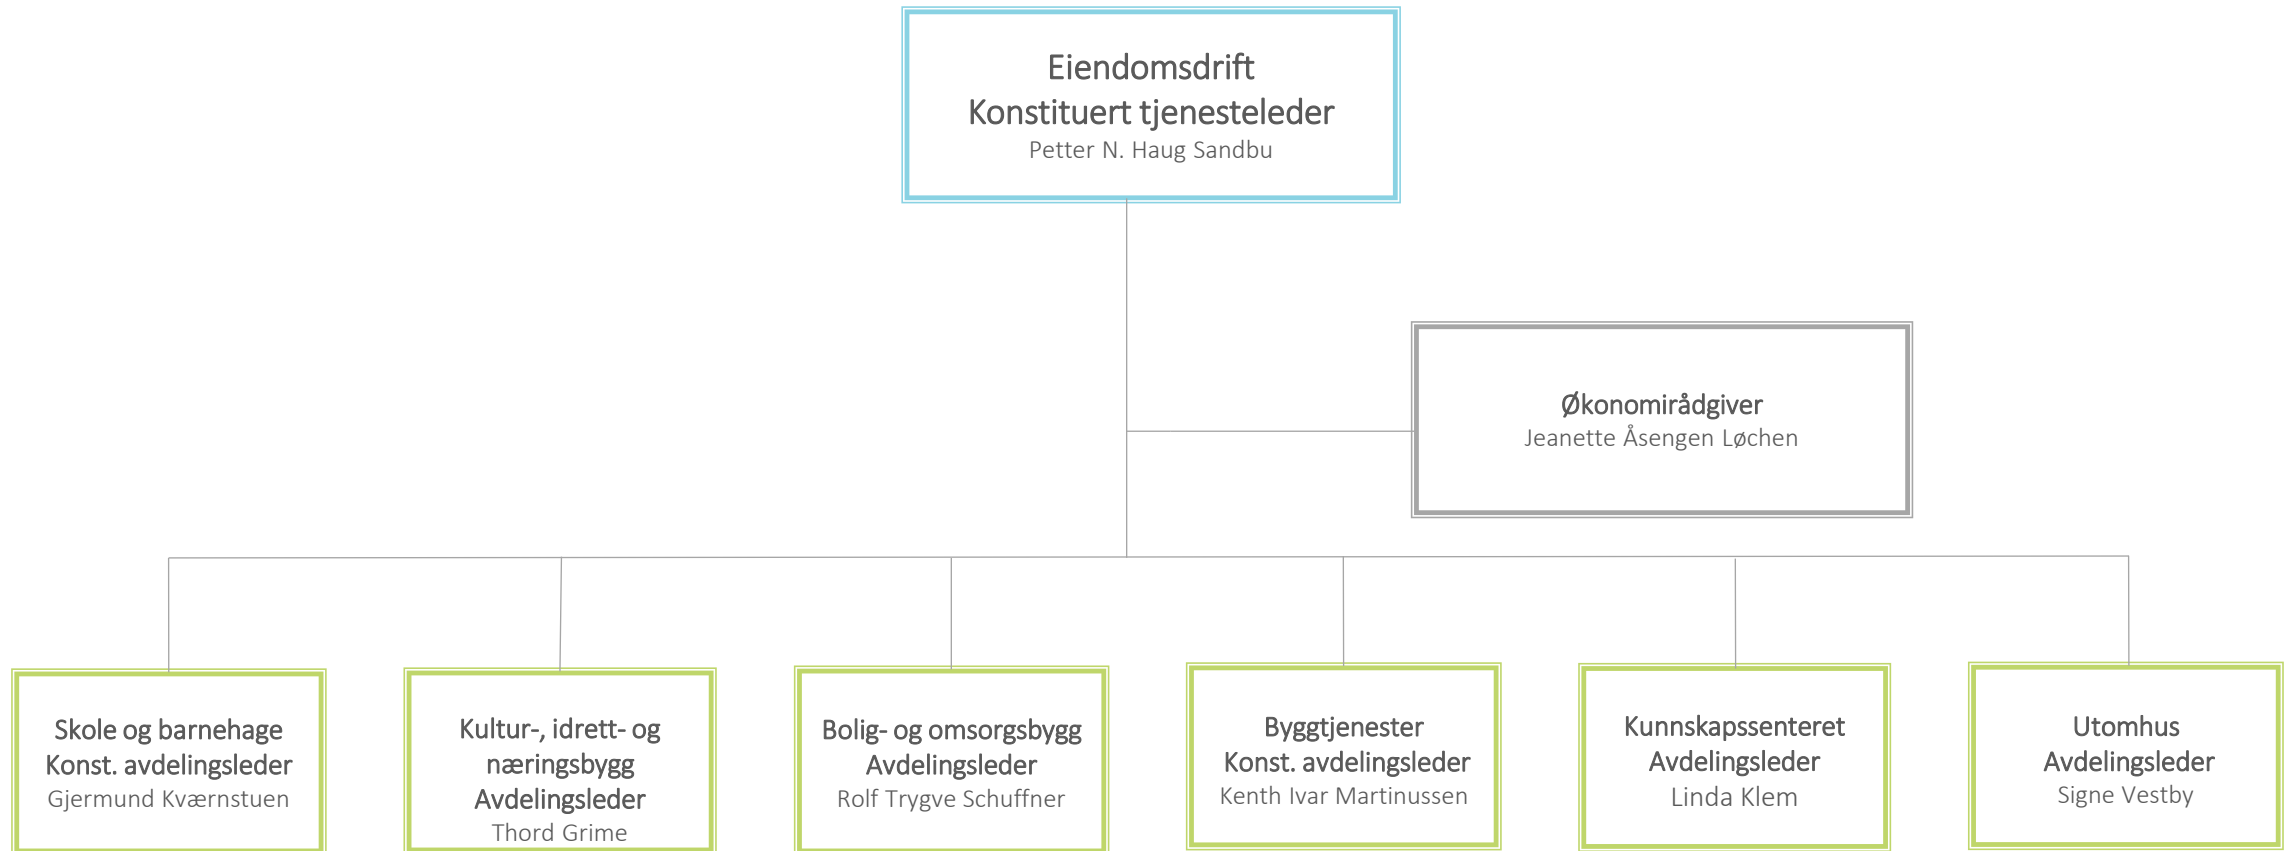 Eiendomsdrift
Konstituert tjenesteleder
Petter N. Haug Sandbu
Økonomirådgiver
Jeanette Åsengen Løchen
Skole og barnehage
Konst. avdelingsleder
Gjermund Kværnstuen
Kultur-, idrett- og
næringsbygg
Avdelingsleder
Thord Grime
Bolig- og omsorgsbygg
Avdelingsleder
Rolf Trygve Schuffner
Byggtjenester
Konst. avdelingsleder
Kenth Ivar Martinussen
Kunnskapssenteret
Avdelingsleder
Linda Klem
Utomhus
Avdelingsleder
Signe Vestby